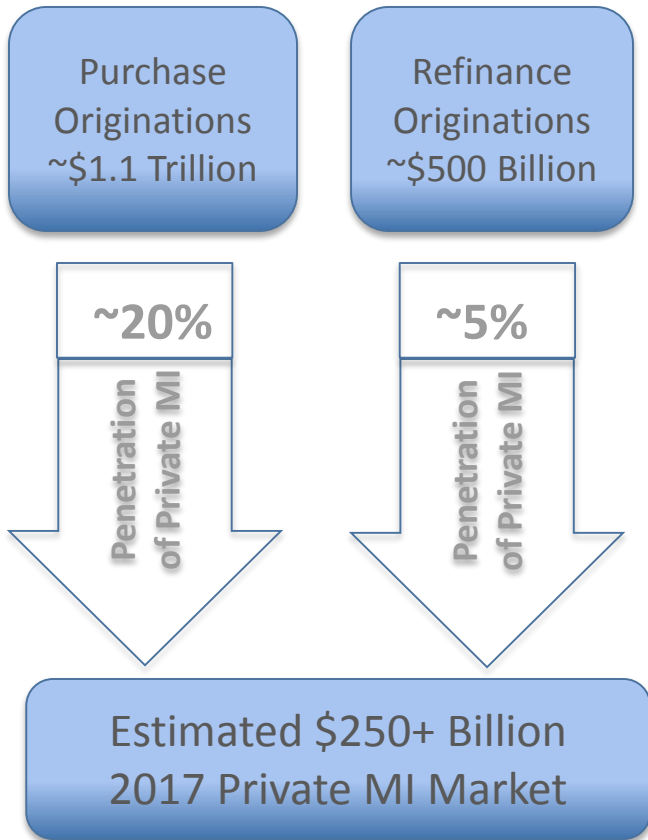 Purchase
Originations
~$1.1 Trillion
Refinance
Originations
~$500 Billion
~20%
~5%
Penetration
of Private MI
Penetration
of Private MI
Estimated $250+ Billion
2017 Private MI Market